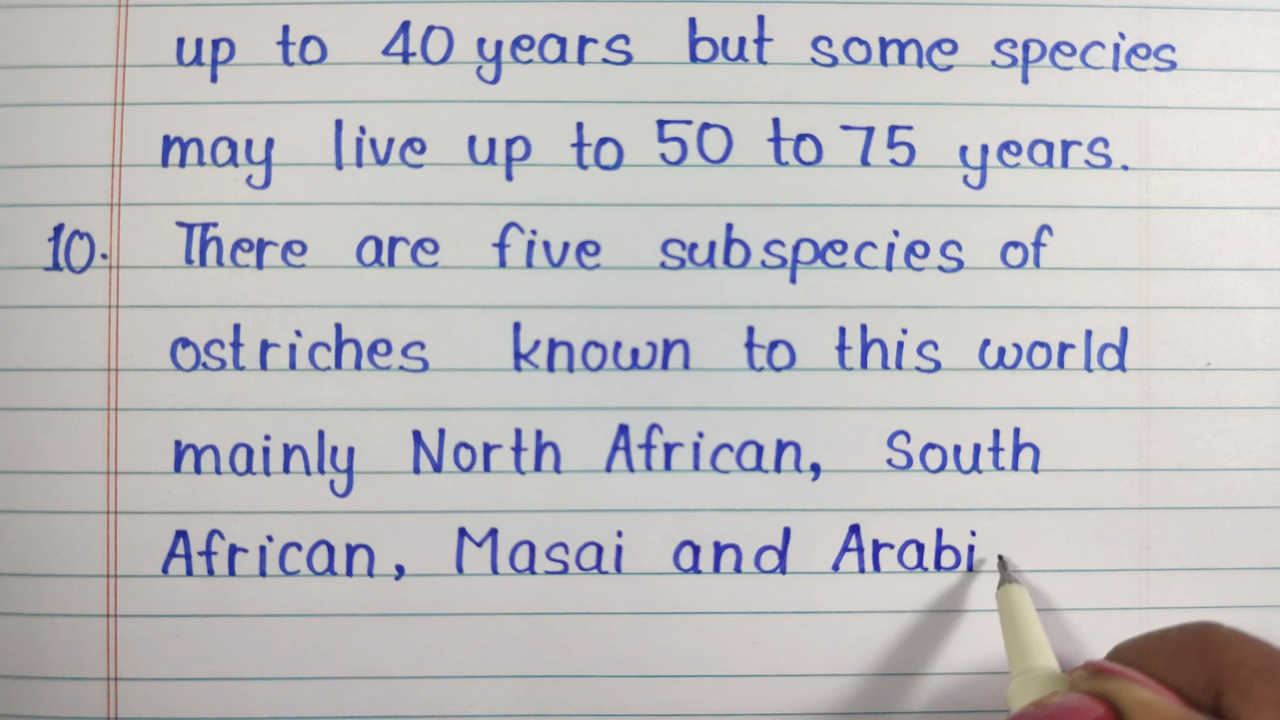 up to 40 years but some species
may live up to 50 to 75 years.
10. There are five subspecies of
ostriches known to this world
mainly North African, South
African, Masai and Arabi